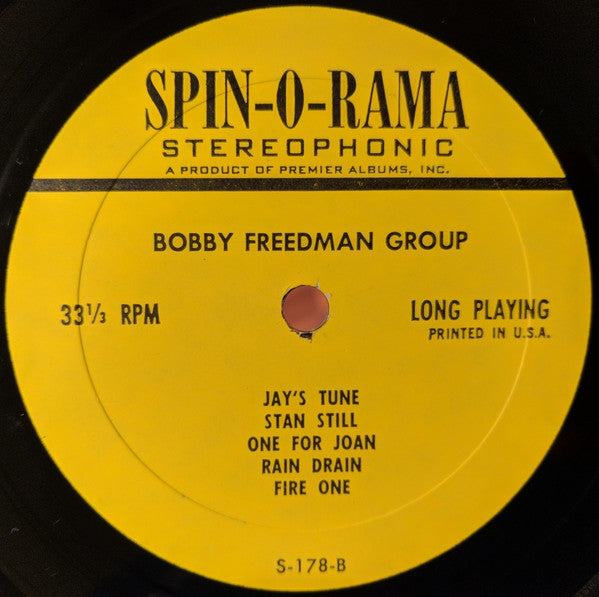 SPIN-O-RAMA
STEREOPHONIC
A PRODUCT OF PREMIER ALBUMS, INC.
BOBBY FREEDMAN GROUP
33⅓ RPM
LONG PLAYING
PRINTED IN U.S.A.
JAY'S TUNE
STAN STILL
ONE FOR JOAN
RAIN DRAIN
FIRE ONE
S-178-B